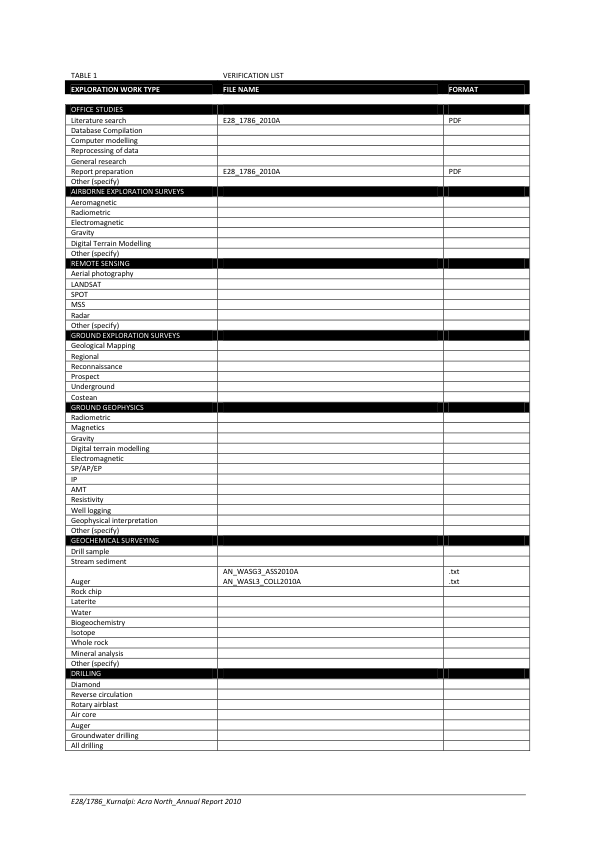 TABLE 1 VERIFICATION LIST
EXPLORATION WORK TYPE FILE NAME FORMAT
OFFICE STUDIES
Literature search E28_1786_2010A PDF
Database Compilation
Computer modelling
Reprocessing of data
General research
Report preparation E28_1786_2010A PDF
Other (specify)
AIRBORNE EXPLORATION SURVEYS
Aeromagnetic
Radiometric
Electromagnetic
Gravity
Digital Terrain Modelling
Other (specify)
REMOTE SENSING
Aerial photography
LANDSAT
SPOT
MSS
Radar
Other (specify)
GROUND EXPLORATION SURVEYS
Geological Mapping
Regional
Reconnaissance
Prospect
Underground
Costean
GROUND GEOPHYSICS
Radiometric
Magnetics
Gravity
Digital terrain modelling
Electromagnetic
SP/AP/EP
IP
AMT
Resistivity
Well logging
Geophysical interpretation
Other (specify)
GEOCHEMICAL SURVEYING
Drill sample
Stream sediment
AN_WASG3_ASS2010A .txt
Auger AN_WASL3_COLL2010A .txt
Rock chip
Laterite
Water
Biogeochemistry
Isotope
Whole rock
Mineral analysis
Other (specify)
DRILLING
Diamond
Reverse circulation
Rotary airblast
Air core
Auger
Groundwater drilling
All drilling
E28/1786_Kurnalpi: Acra North_Annual Report 2010